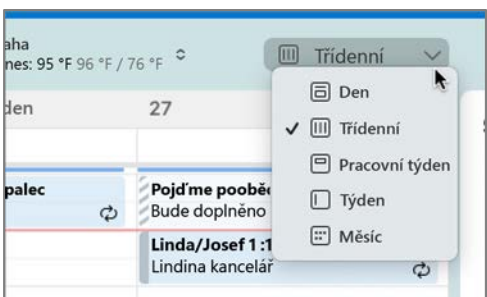 aha
nes: 95 °F 96 °F / 76 °F
Třídenní
den
27
Den
Třídenní
Pracovní týden
Týden
Měsíc
palec
Pojďme poobě
Bude doplněno
Linda/Josef 1:1
Lindina kancelář